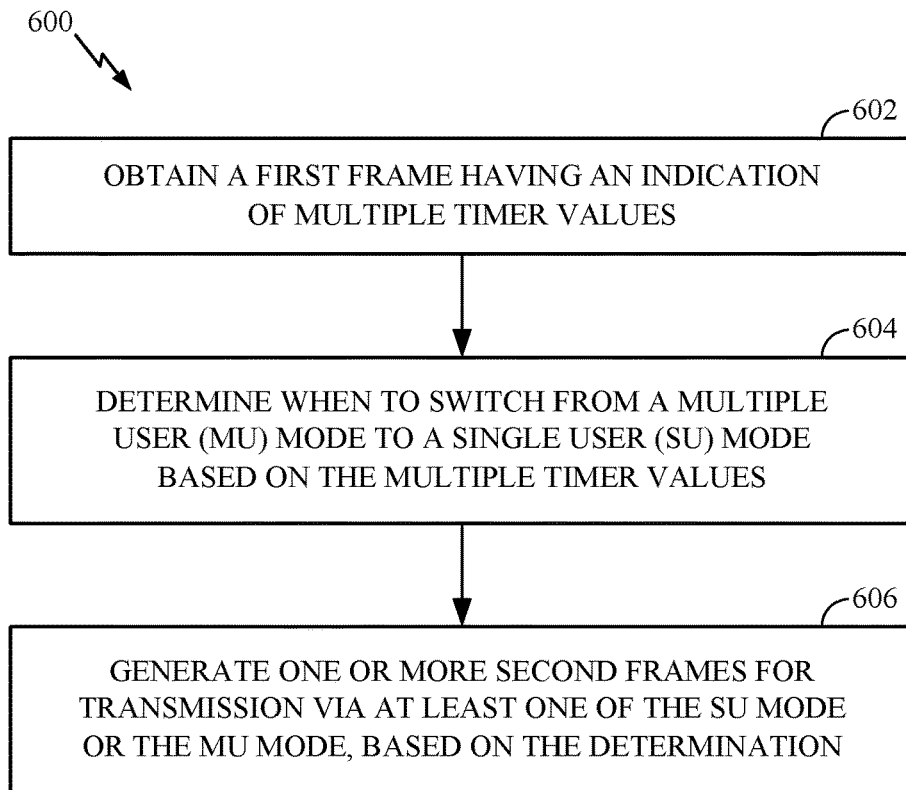 600
602
OBTAIN A FIRST FRAME HAVING AN INDICATION
OF MULTIPLE TIMER VALUES
604
DETERMINE WHEN TO SWITCH FROM A MULTIPLE
USER (MU) MODE TO A SINGLE USER (SU) MODE
BASED ON THE MULTIPLE TIMER VALUES
606
GENERATE ONE OR MORE SECOND FRAMES FOR
TRANSMISSION VIA AT LEAST ONE OF THE SU MODE
OR THE MU MODE, BASED ON THE DETERMINATION